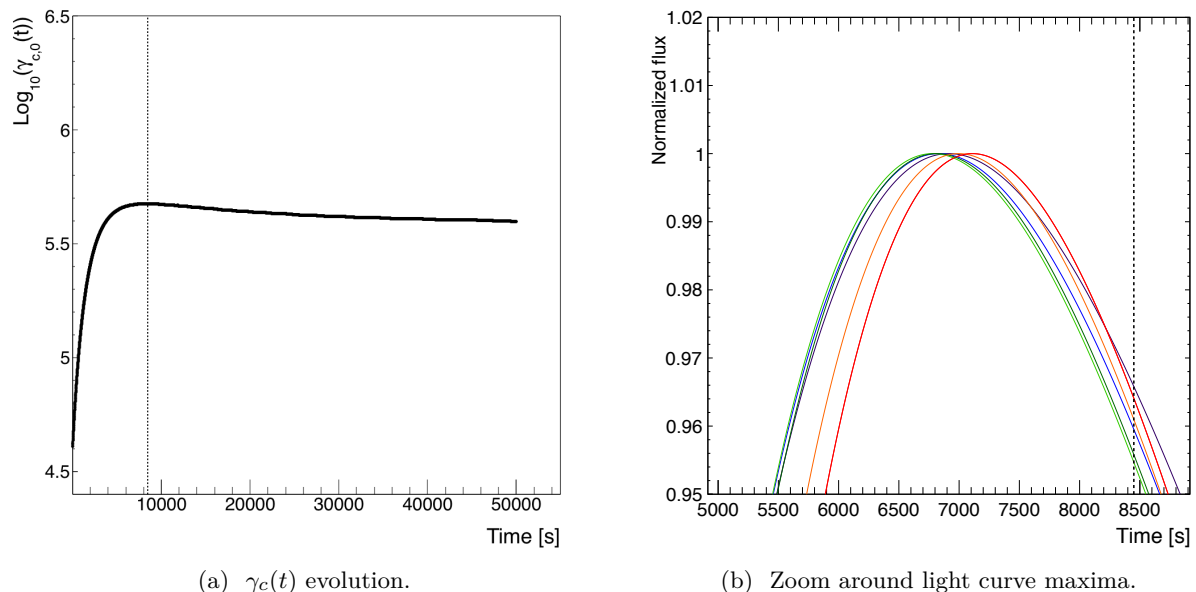 6.5
6
5.5
5
4.5
Log10(γc,0(t))
10000 20000 30000 40000 50000
Time [s]
(a) γc(t) evolution.
1.02
1.01
1
0.99
0.98
0.97
0.96
0.95
Normalized flux
5000 5500 6000 6500 7000 7500 8000 8500
Time [s]
(b) Zoom around light curve maxima.